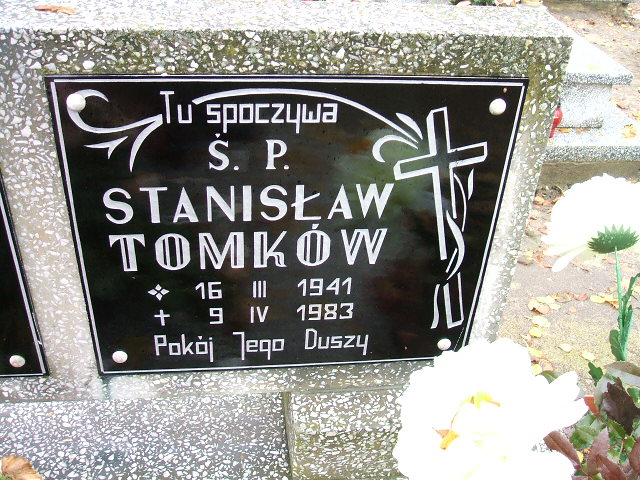 Tu spoczywa
Ś. P.
STANISŁAW
TOMKÓW
16 III 1941
+ 9 IV 1983
Pokój Jego Duszy